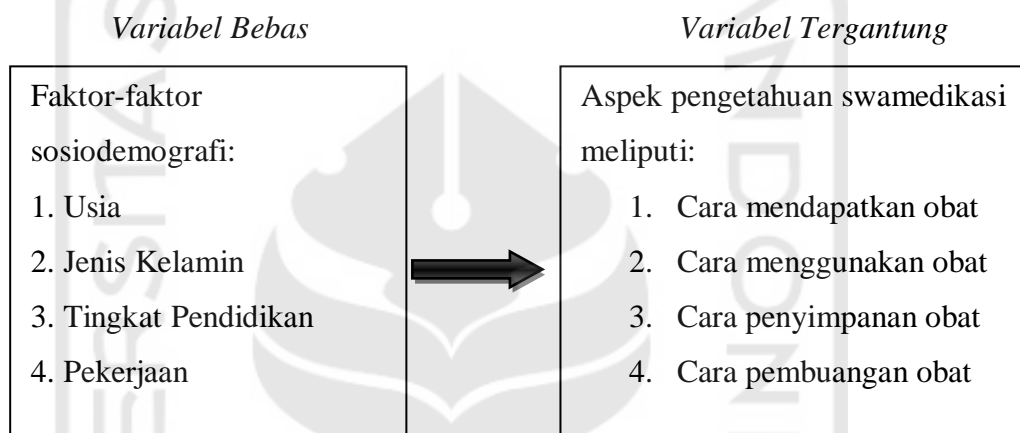 Variabel Bebas
Variabel Tergantung
Faktor-faktor
sosiodemografi:
1. Usia
2. Jenis Kelamin
3. Tingkat Pendidikan
4. Pekerjaan
Aspek pengetahuan swamedikasi
meliputi:
1. Cara mendapatkan obat
2. Cara menggunakan obat
3. Cara penyimpanan obat
4. Cara pembuangan obat